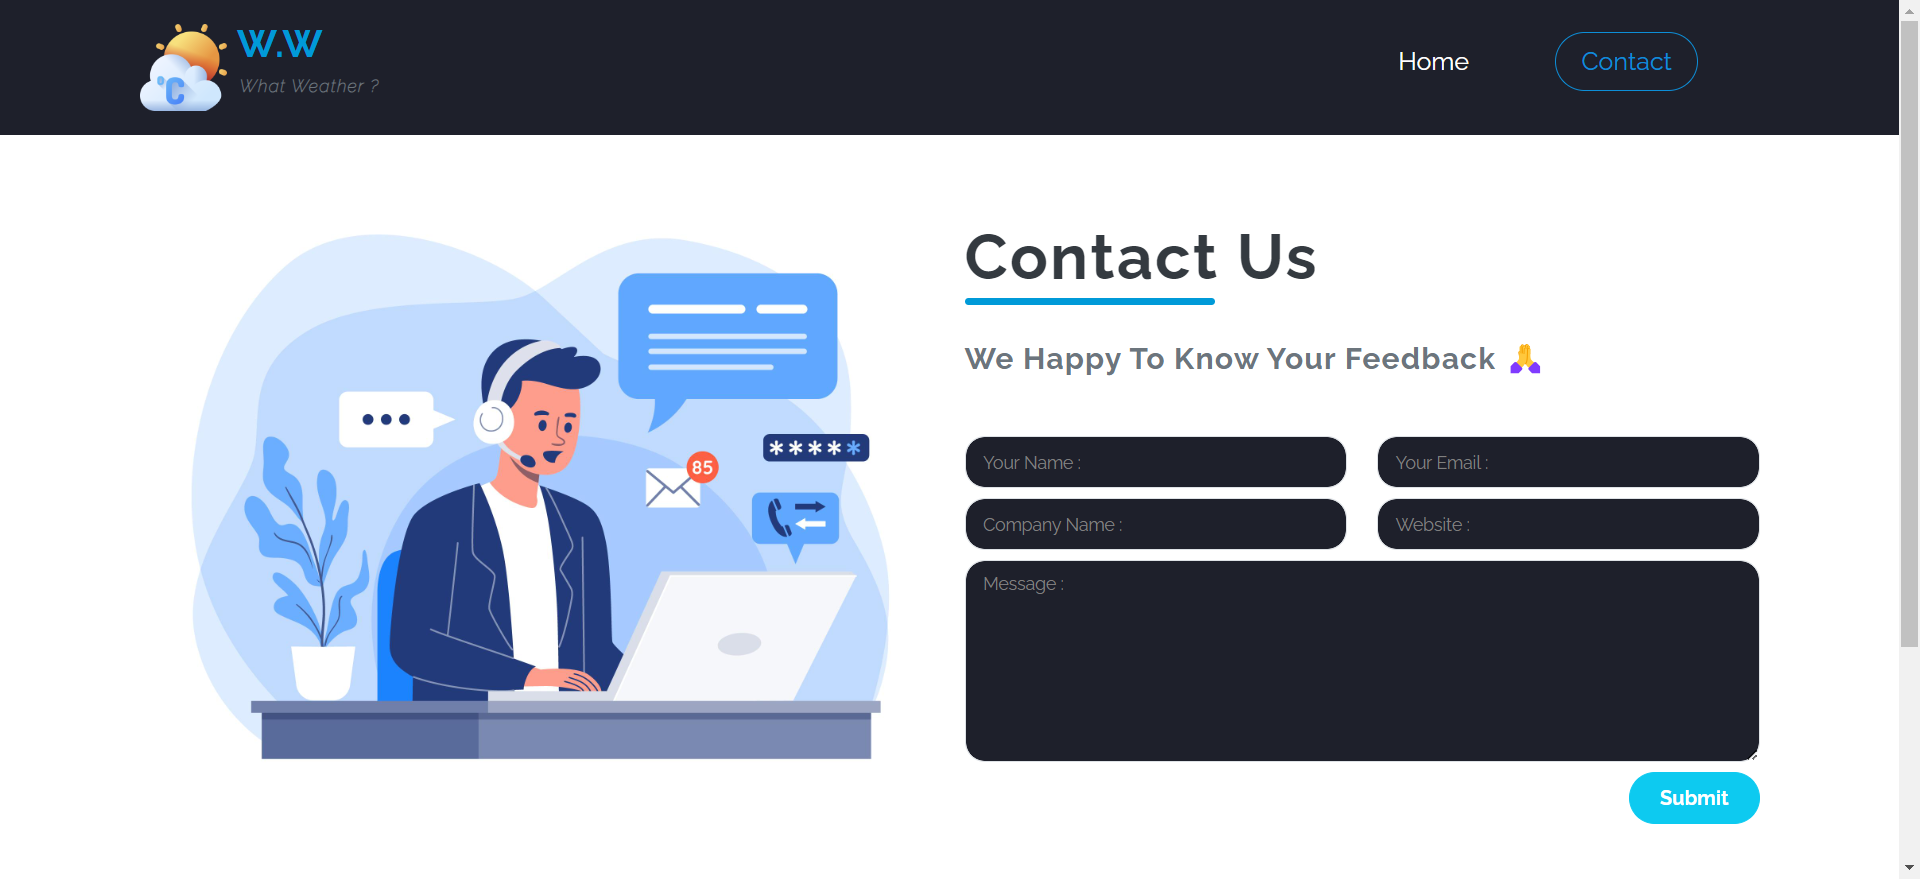 W.W
What Weather ?
°C
Home
Contact
Contact Us
We Happy To Know Your Feedback 🙏
85
*****
Your Name :
Your Email :
Company Name :
Website :
Message :
Submit